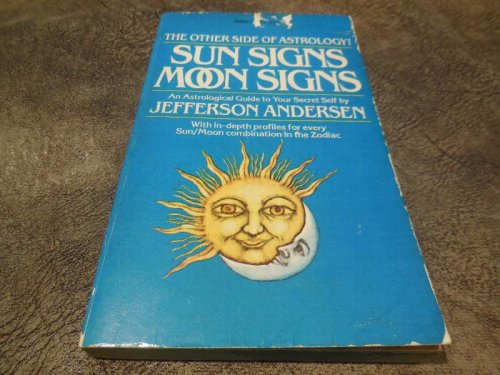 THE OTHER SIDE OF ASTROLOGY!
SUN SIGNS
MOON SIGNS
An Astrological Guide to Your Secret Self by
JEFFERSON ANDERSEN
With in-depth profiles for every
Sun/Moon combination in the Zodiac